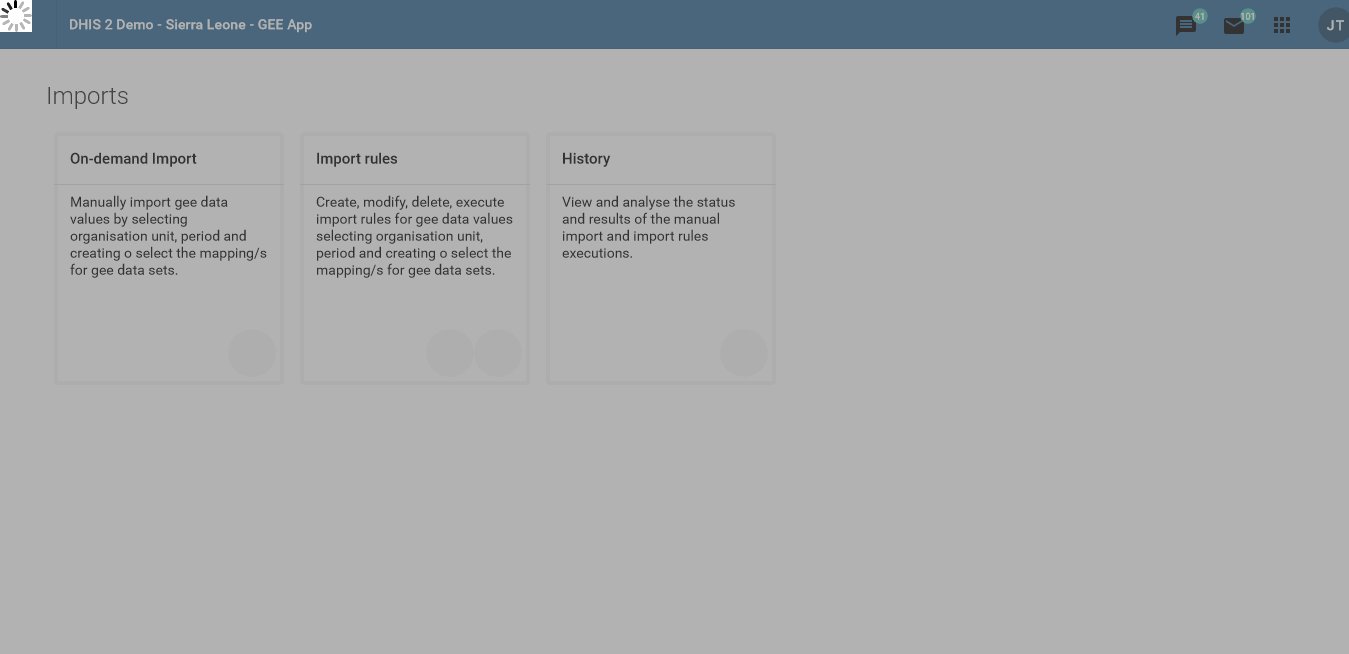 DHIS 2 Demo - Sierra Leone - GEE App
41
101
JT
Imports
On-demand Import
Manually import gee data
values by selecting
organisation unit, period and
creating o select the mapping/s
for gee data sets.
Import rules
Create, modify, delete, execute
import rules for gee data values
selecting organisation unit,
period and creating o select the
mapping/s for gee data sets.
History
View and analyse the status
and results of the manual
import and import rules
executions.